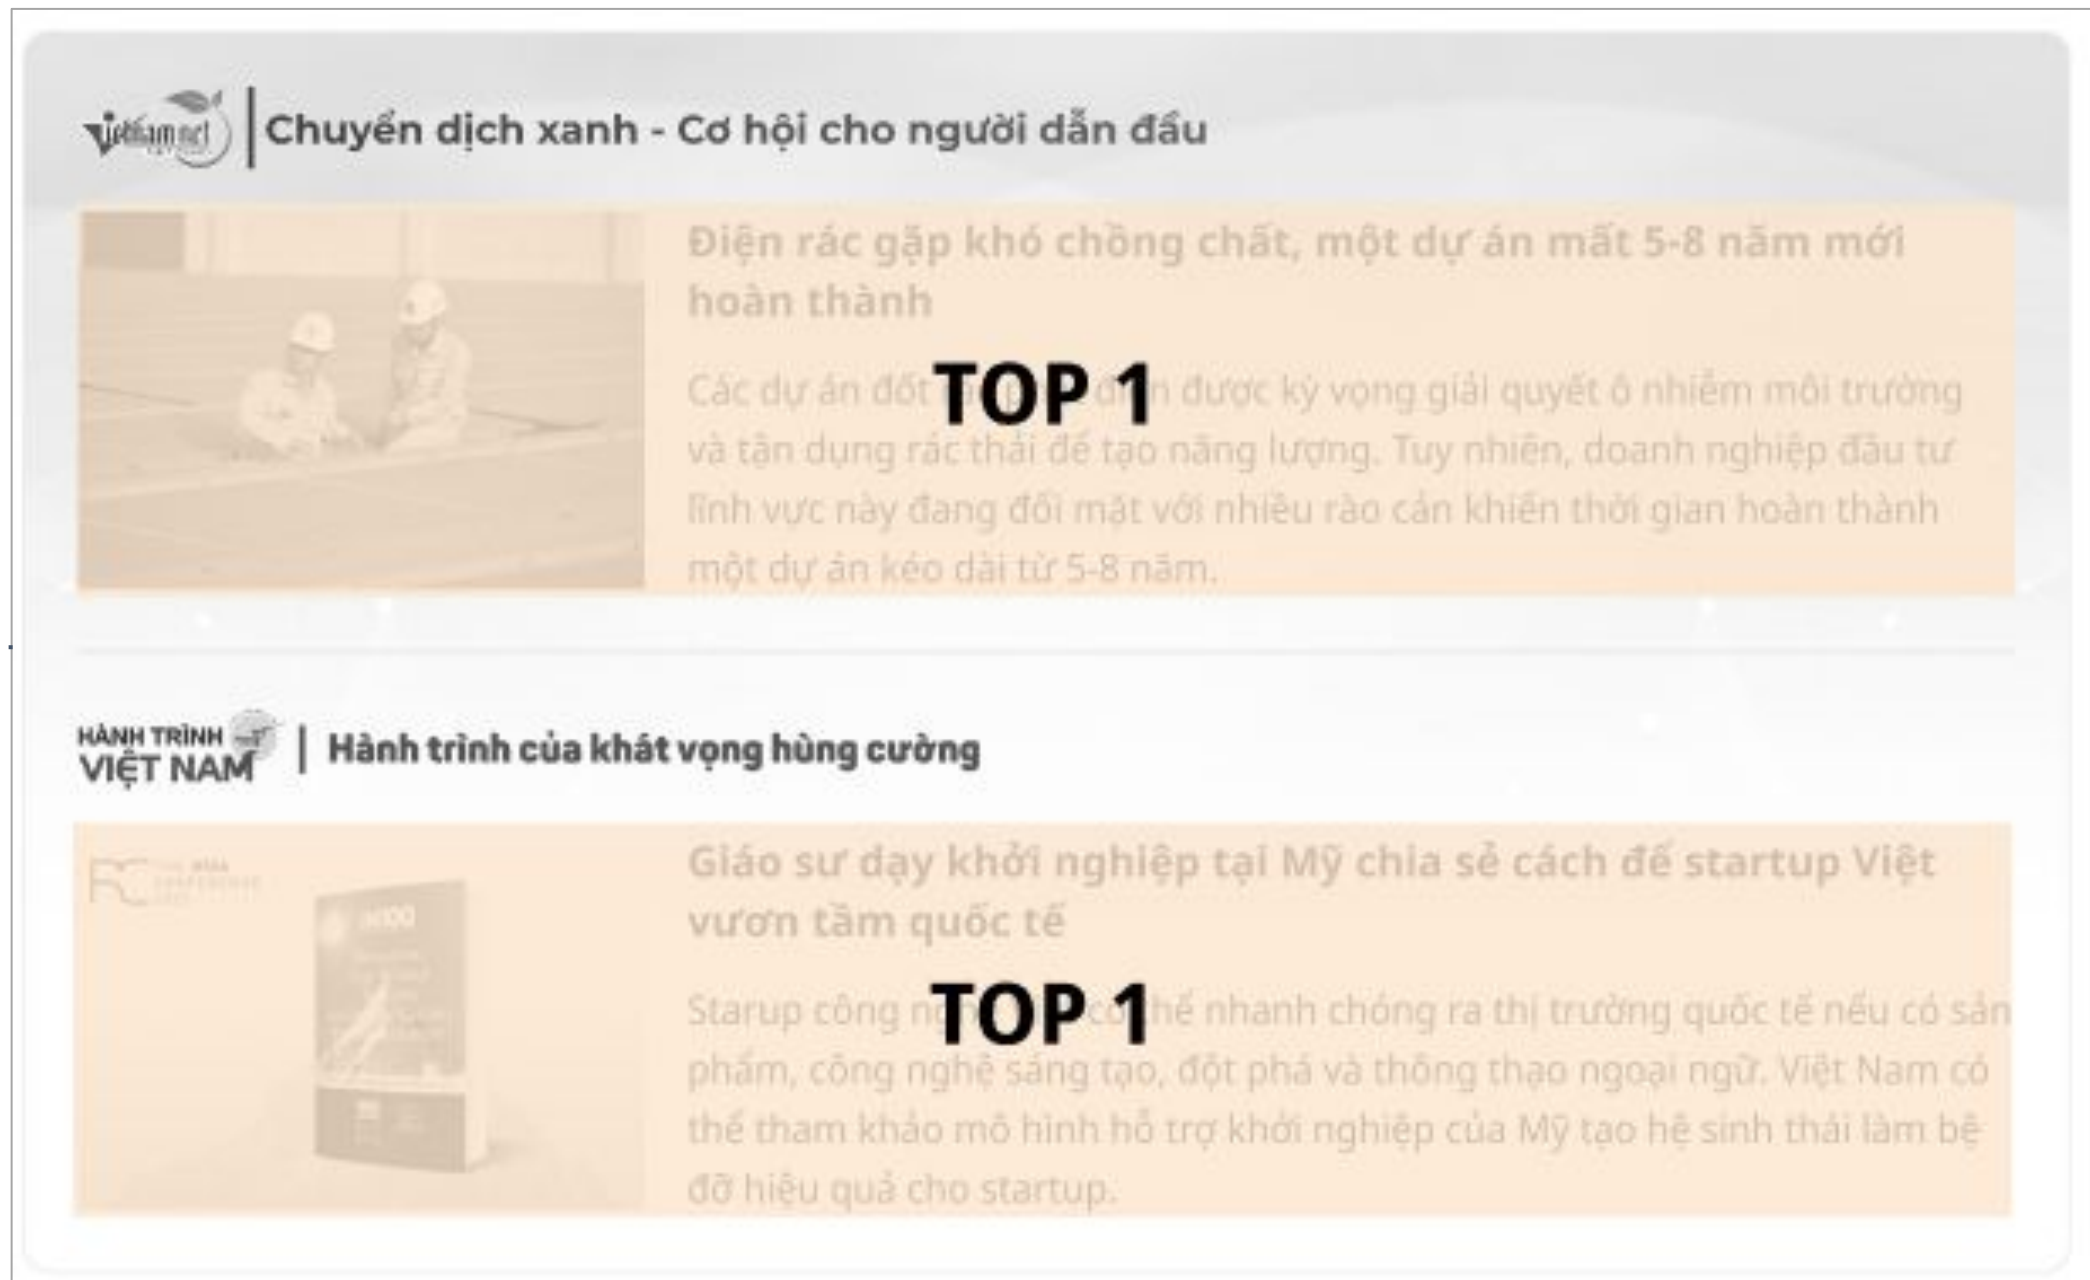 vietnamnet
Chuyển dịch xanh - Cơ hội cho người dẫn đầu
Điện rác gặp khó chồng chất, một dự án mất 5-8 năm mới
hoàn thành
TOP 1
Các dự án đốt điện được kỳ vọng giải quyết ô nhiễm môi trường
và tận dụng rác thải để tạo năng lượng. Tuy nhiên, doanh nghiệp đầu tư
lĩnh vực này đang đối mặt với nhiều rào cản khiến thời gian hoàn thành
một dự án kéo dài từ 5-8 năm.
HÀNH TRÌNH
VIỆT NAM
Hành trình của khát vọng hùng cường
Giáo sư dạy khởi nghiệp tại Mỹ chia sẻ cách để startup Việt
vươn tầm quốc tế
TOP 1
Starup công có thể nhanh chóng ra thị trường quốc tế nếu có sản
phẩm, công nghệ sáng tạo, đột phá và thông thạo ngoại ngữ. Việt Nam có
thể tham khảo mô hình hỗ trợ khởi nghiệp của Mỹ tạo hệ sinh thái làm bệ
đỡ hiệu quả cho startup.